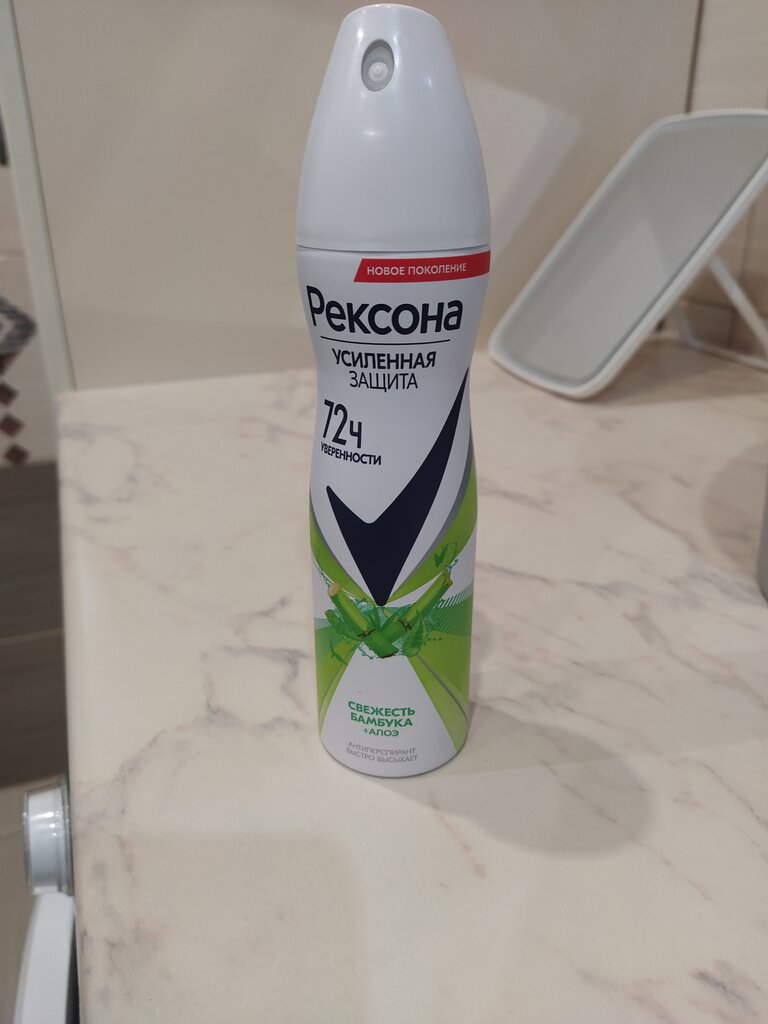 НОВОЕ ПОКОЛЕНИЕ
Рексона
УСИЛЕННАЯ
ЗАЩИТА
72ч
УВЕРЕННОСТИ
СВЕЖЕСТЬ
БАМБУКА
+АЛОЭ
АНТИПЕРСПИРАНТ
БЫСТРО ВЫСЫХАЕТ